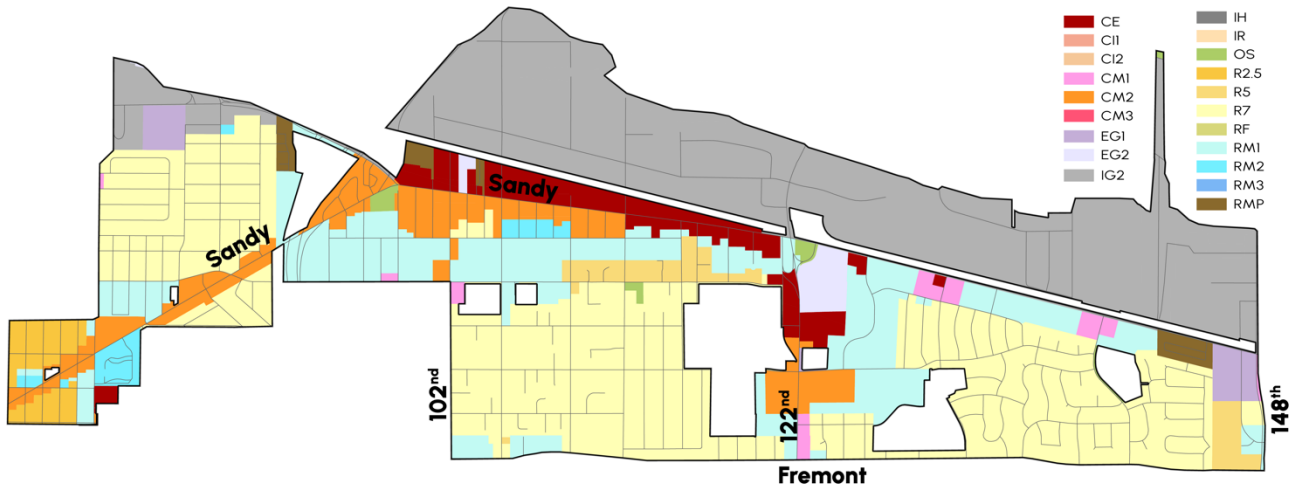 CE
CI1
CI2
CM1
CM2
CM3
EG1
EG2
IG2
IH
IR
OS
R2.5
R5
R7
RF
RM1
RM2
RM3
RMP
Sandy
Sandy
102nd
122nd
148th
Fremont